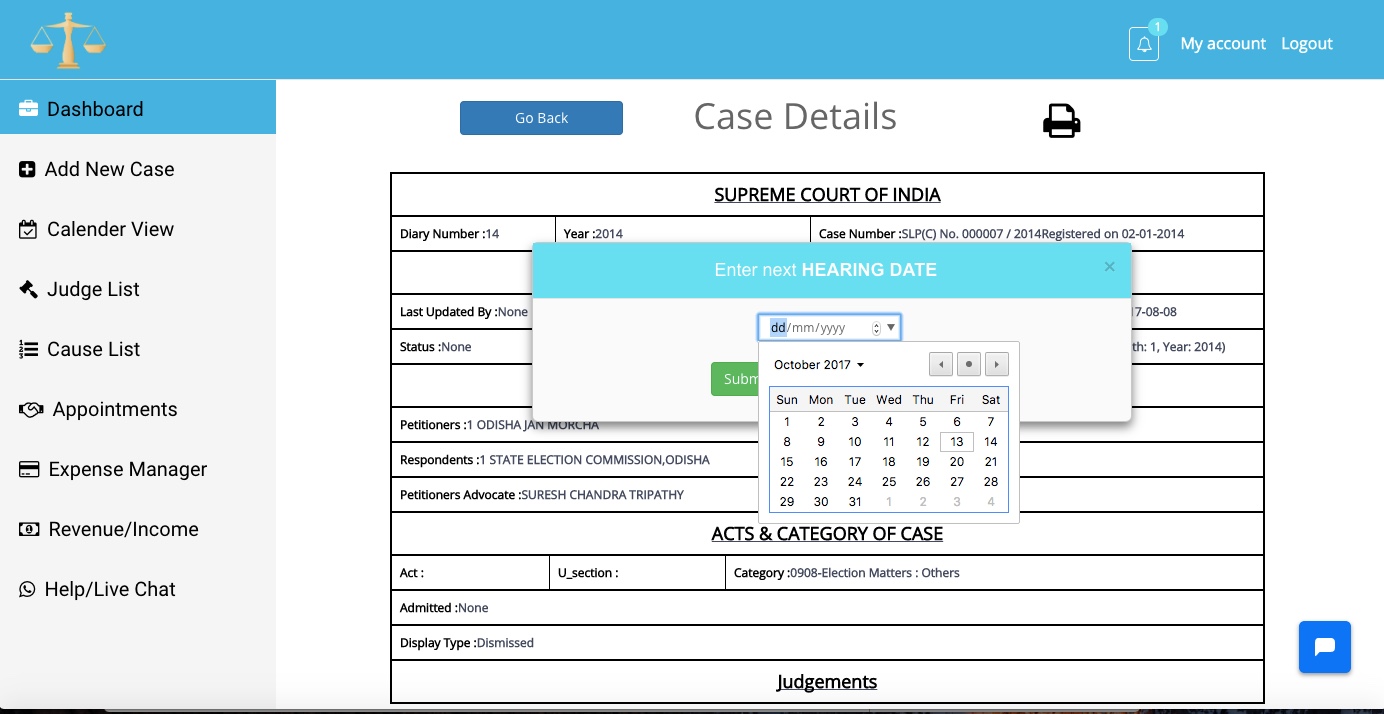 1
My account Logout
Dashboard
Add New Case
Calender View
Judge List
Cause List
Appointments
Expense Manager
Revenue/Income
Help/Live Chat
Go Back
Case Details
SUPREME COURT OF INDIA
Diary Number :14 Year :2014 Case Number :SLP(C) No. 000007 / 2014Registered on 02-01-2014
Enter next HEARING DATE ×
Last Updated By :None 7-08-08
dd/mm/yyyy
Status :None th: 1, Year: 2014)
October 2017
Subm
Sun Mon Tue Wed Thu Fri Sat
1 2 3 4 5 6 7
8 9 10 11 12 13 14
15 16 17 18 19 20 21
22 23 24 25 26 27 28
29 30 31 1 2 3 4
Petitioners :1 ODISHA JAN MORCHA
Respondents :1 STATE ELECTION COMMISSION,ODISHA
Petitioners Advocate :SURESH CHANDRA TRIPATHY
ACTS & CATEGORY OF CASE
Act : U_section : Category :0908-Election Matters : Others
Admitted :None
Display Type :Dismissed
Judgements